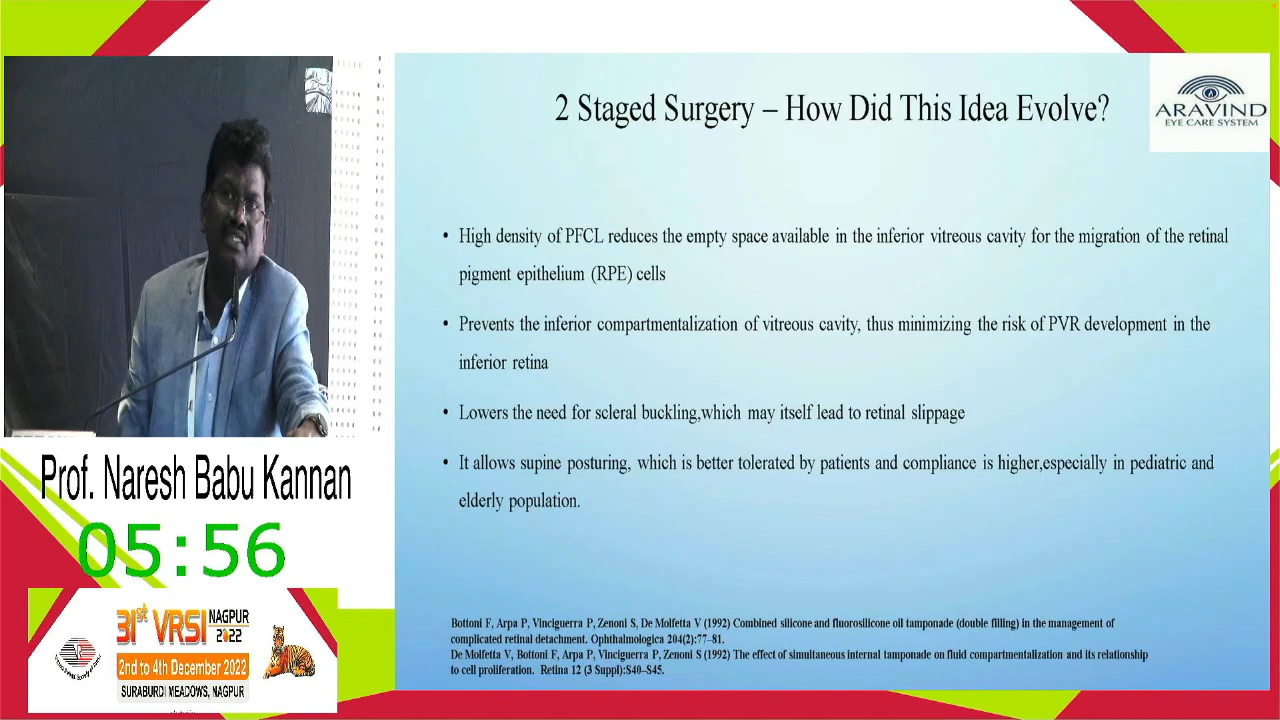 2 Staged Surgery – How Did This Idea Evolve?
ARAVIND
EYE CARE SYSTEM
• High density of PFCL reduces the empty space available in the inferior vitreous cavity for the migration of the retinal
pigment epithelium (RPE) cells
• Prevents the inferior compartmentalization of vitreous cavity, thus minimizing the risk of PVR development in the
inferior retina
• Lowers the need for scleral buckling,which may itself lead to retinal slippage
• It allows supine posturing, which is better tolerated by patients and compliance is higher,especially in pediatric and
elderly population.
Bottoni F, Arpa P, Vinciguerra P, Zenoni S, De Molfetta V (1992) Combined silicone and fluorosilicone oil tamponade (double filling) in the management of
complicated retinal detachment. Ophthalmologica 204(2):77–81.
De Molfetta V, Bottoni F, Arpa P, Vinciguerra P, Zenoni S (1992) The effect of simultaneous internal tamponade on fluid compartmentalization and its relationship
to cell proliferation. Retina 12 (3 Suppl):S40–S45.
Prof. Naresh Babu Kannan
05:56
31st VRSI NAGPUR
2022
2nd to 4th December 2022
SURABURDI MEADOWS, NAGPUR